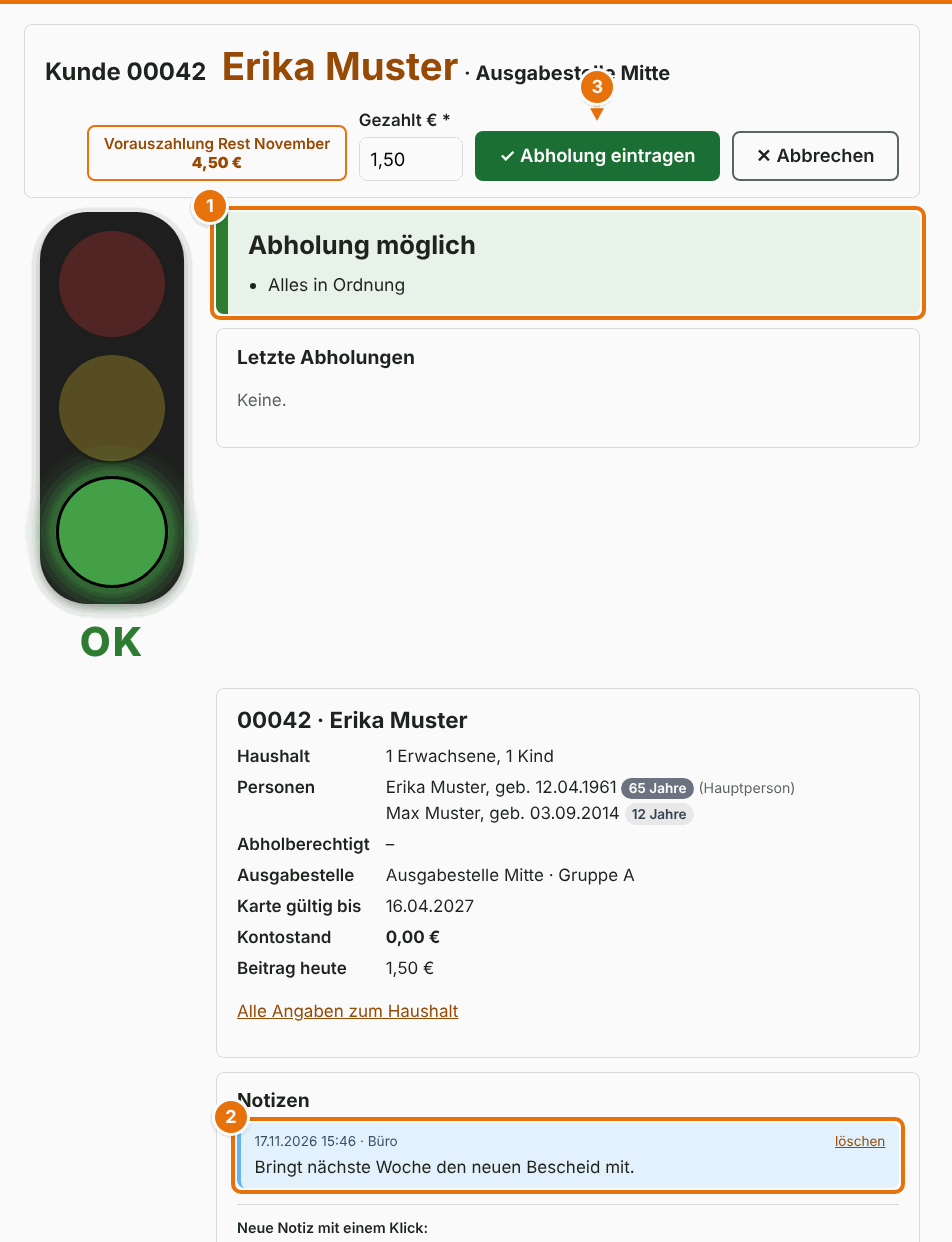 Kunde 00042 Erika Muster · Ausgabestelle Mitte
3
Gezahlt € *
Vorauszahlung Rest November
4,50 €
1,50
✓ Abholung eintragen
✕ Abbrechen
1
Abholung möglich
• Alles in Ordnung
Letzte Abholungen
Keine.
OK
00042 · Erika Muster
Haushalt 1 Erwachsene, 1 Kind
Personen Erika Muster, geb. 12.04.1961 65 Jahre (Hauptperson)
Max Muster, geb. 03.09.2014 12 Jahre
Abholberechtigt –
Ausgabestelle Ausgabestelle Mitte · Gruppe A
Karte gültig bis 16.04.2027
Kontostand 0,00 €
Beitrag heute 1,50 €
Alle Angaben zum Haushalt
Notizen
2
17.11.2026 15:46 · Büro löschen
Bringt nächste Woche den neuen Bescheid mit.
Neue Notiz mit einem Klick: